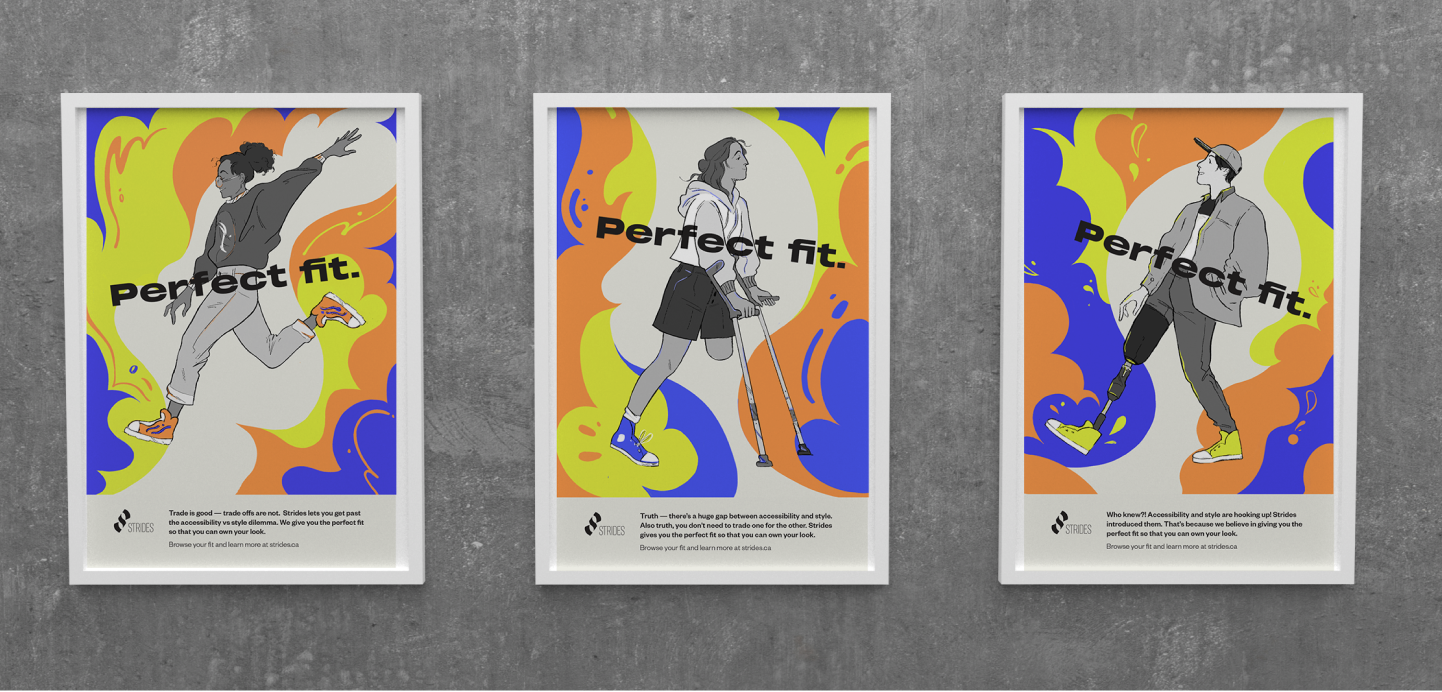 Perfect fit.
STRIDES
Trade is good — trade offs are not. Strides lets you get past
the accessibility vs style dilemma. We give you the perfect fit
so that you can own your look.
Browse your fit and learn more at strides.ca
Perfect fit.
STRIDES
Truth — there's a huge gap between accessibility and style.
Also truth, you don't need to trade one for the other. Strides
gives you the perfect fit so that you can own your look.
Browse your fit and learn more at strides.ca
Perfect fit.
STRIDES
Who knew?! Accessibility and style are hooking up! Strides
introduced them. That's because we believe in giving you the
perfect fit so that you can own your look.
Browse your fit and learn more at strides.ca